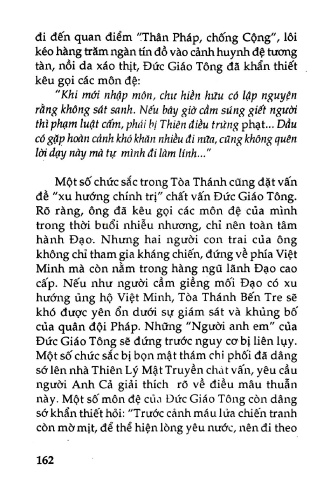 đi đến quan điểm "Thân Pháp, chống Cộng", lôi
kéo hàng trăm ngàn tín đồ vào cảnh huynh đệ tương
tàn, nồi da xáo thịt, Đức Giáo Tông đã khẩn thiết
kêu gọi các môn đệ:
"Khi mới nhập môn, chư hiền hữu có lập nguyện
rằng không sát sanh. Nếu bây giờ cầm súng giết người
thì phạm luật cấm, phải bị Thiên điều trừng phạt... Dầu
có gặp hoàn cảnh khó khăn nhiều đi nữa, cũng không quên
lời dạy này mà tự mình đi làm lính..."
Một số chức sắc trong Tòa Thánh cũng đặt vấn
đề "xu hướng chính trị" chất vấn Đức Giáo Tông.
Rõ ràng, ông đã kêu gọi các môn đệ của mình
trong thời buổi nhiễu nhương, chỉ nên toàn tâm
hành Đạo. Nhưng hai người con trai của ông
không chỉ tham gia kháng chiến, đứng về phía Việt
Minh mà còn nằm trong hàng ngũ lãnh Đạo cao
cấp. Nếu như người cầm giềng mối Đạo có xu
hướng ủng hộ Việt Minh, Tòa Thánh Bến Tre sẽ
khó được yên ổn dưới sự giám sát và khủng bố
của quân đội Pháp. Những "Người anh em" của
Đức Giáo Tông sẽ đứng trước nguy cơ bị liên lụy.
Một số chức sắc bị bọn mật thám chi phối đã dâng
sớ lên nhà Thiên Lý Mật Truyền chất vấn, yêu cầu
người Anh Cả giải thích rõ về điều mâu thuẫn
này. Một số môn đệ của Đức Giáo Tông còn dâng
sớ khẩn thiết hỏi: "Trước cảnh máu lửa chiến tranh
còn mờ mịt, để thể hiện lòng yêu nước, nên đi theo
162